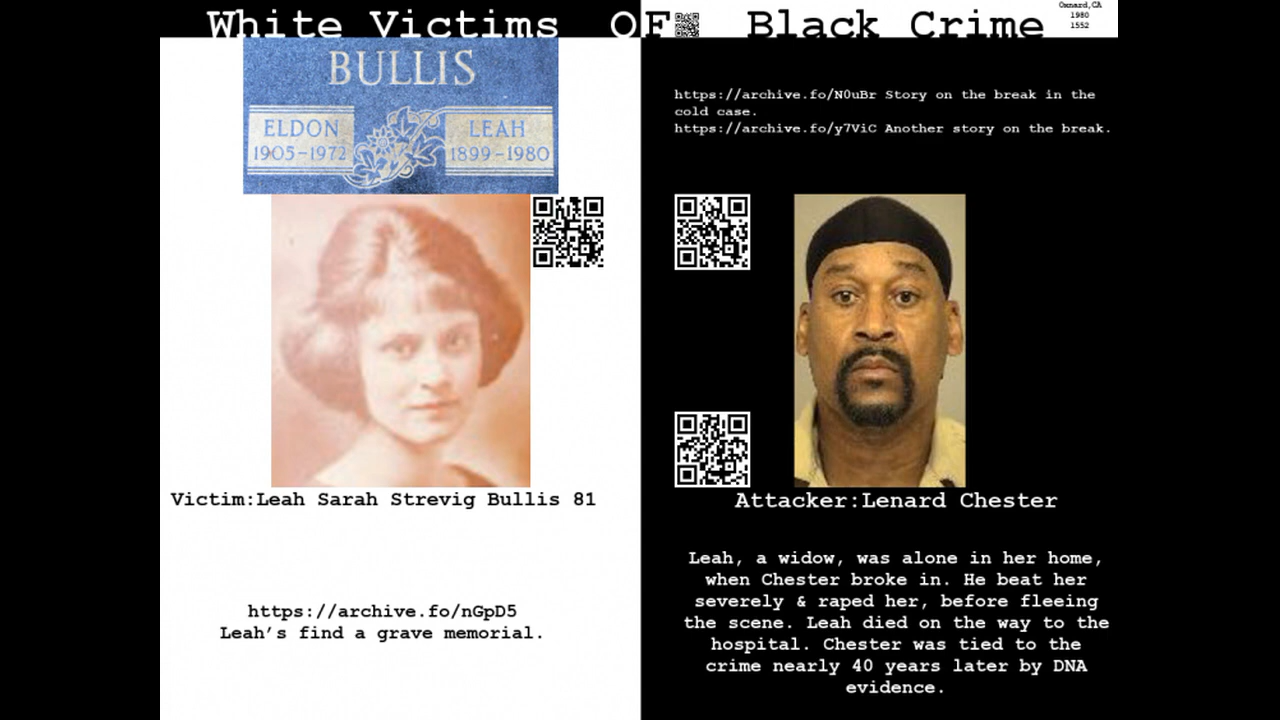 White Victims OF Black Crime
Oxnard,CA
1980
1552
BULLIS
ELDON
1905-1972
LEAH
1899-1980
https://archive.fo/N0uBr Story on the break in the
cold case.
https://archive.fo/y7ViC Another story on the break.
Victim:Leah Sarah Strevig Bullis 81
Attacker:Lenard Chester
https://archive.fo/nGpD5
Leah’s find a grave memorial.
Leah, a widow, was alone in her home,
when Chester broke in. He beat her
severely & raped her, before fleeing
the scene. Leah died on the way to the
hospital. Chester was tied to the
crime nearly 40 years later by DNA
evidence.